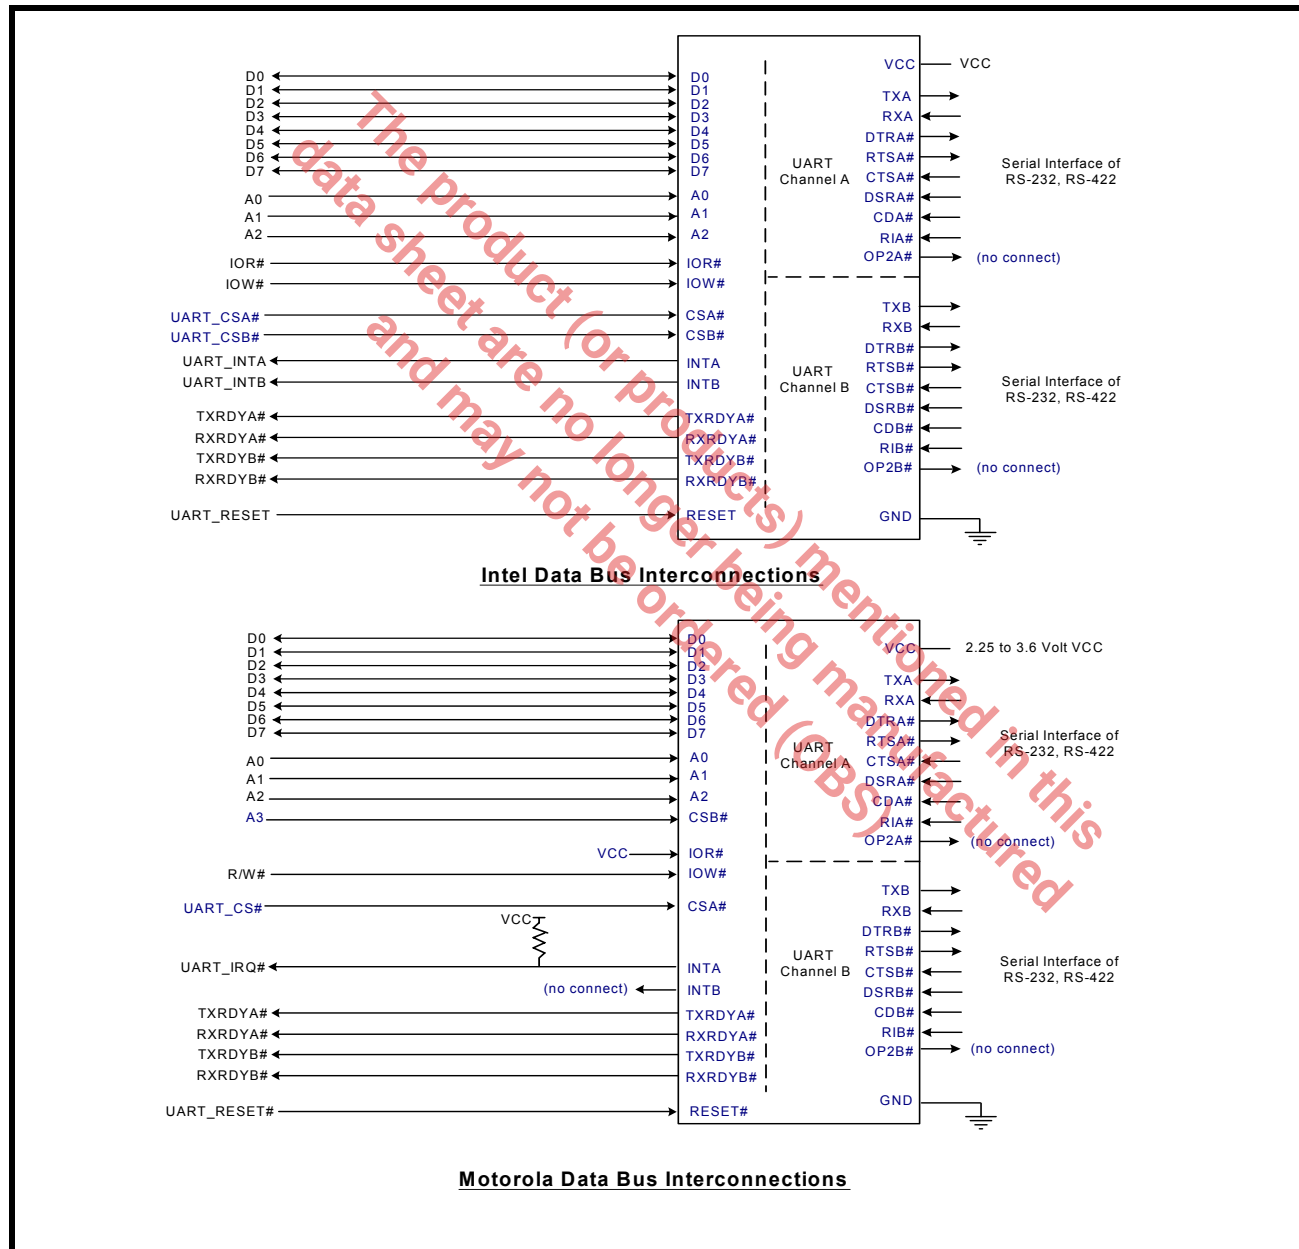 D0 D0 VCC VCC
D1 D1
D2 D2 TXA
D3 D3 RXA
D4 D4 DTRA#
D5 D5
D6 D6 UART RTSA# Serial Interface of
D7 D7 Channel A CTSA# RS-232, RS-422
A0 A0 DSRA#
A1 A1 CDA#
A2 A2 RIA#
IOR# IOR# OP2A# (no connect)
IOW# IOW#
UART_CSA# CSA# TXB
UART_CSB# CSB# RXB
DTRB#
UART_INTA INTA UART RTSB# Serial Interface of
UART_INTB INTB Channel B CTSB# RS-232, RS-422
DSRB#
TXRDYA# TXRDYA# CDB#
RXRDYA# RXRDYA# RIB#
TXRDYB# TXRDYB# OP2B# (no connect)
RXRDYB# RXRDYB#
UART_RESET RESET GND
Intel Data Bus Interconnections
D0 D0 VCC 2.25 to 3.6 Volt VCC
D1 D1
D2 D2
D3 D3 TXA
D4 D4 RXA
D5 D5
D6 D6 DTRA#
D7 D7 UART RTSA# Serial Interface of
A0 A0 Channel A CTSA# RS-232, RS-422
A1 A1 DSRA#
A2 A2 CDA#
A3 CSB# RIA#
OP2A# (no connect)
VCC IOR#
R/W# IOW#
TXB
UART_CS# CSA# RXB
VCC DTRB#
UART RTSB# Serial Interface of
UART_IRQ# INTA Channel B CTSB# RS-232, RS-422
(no connect) INTB DSRB#
TXRDYA# TXRDYA# CDB#
RXRDYA# RXRDYA# RIB#
TXRDYB# TXRDYB# OP2B# (no connect)
RXRDYB# RXRDYB#
UART_RESET# RESET# GND
Motorola Data Bus Interconnections
The product (or products) mentioned in this
data sheet are no longer being manufactured
and may not be ordered (OBS)